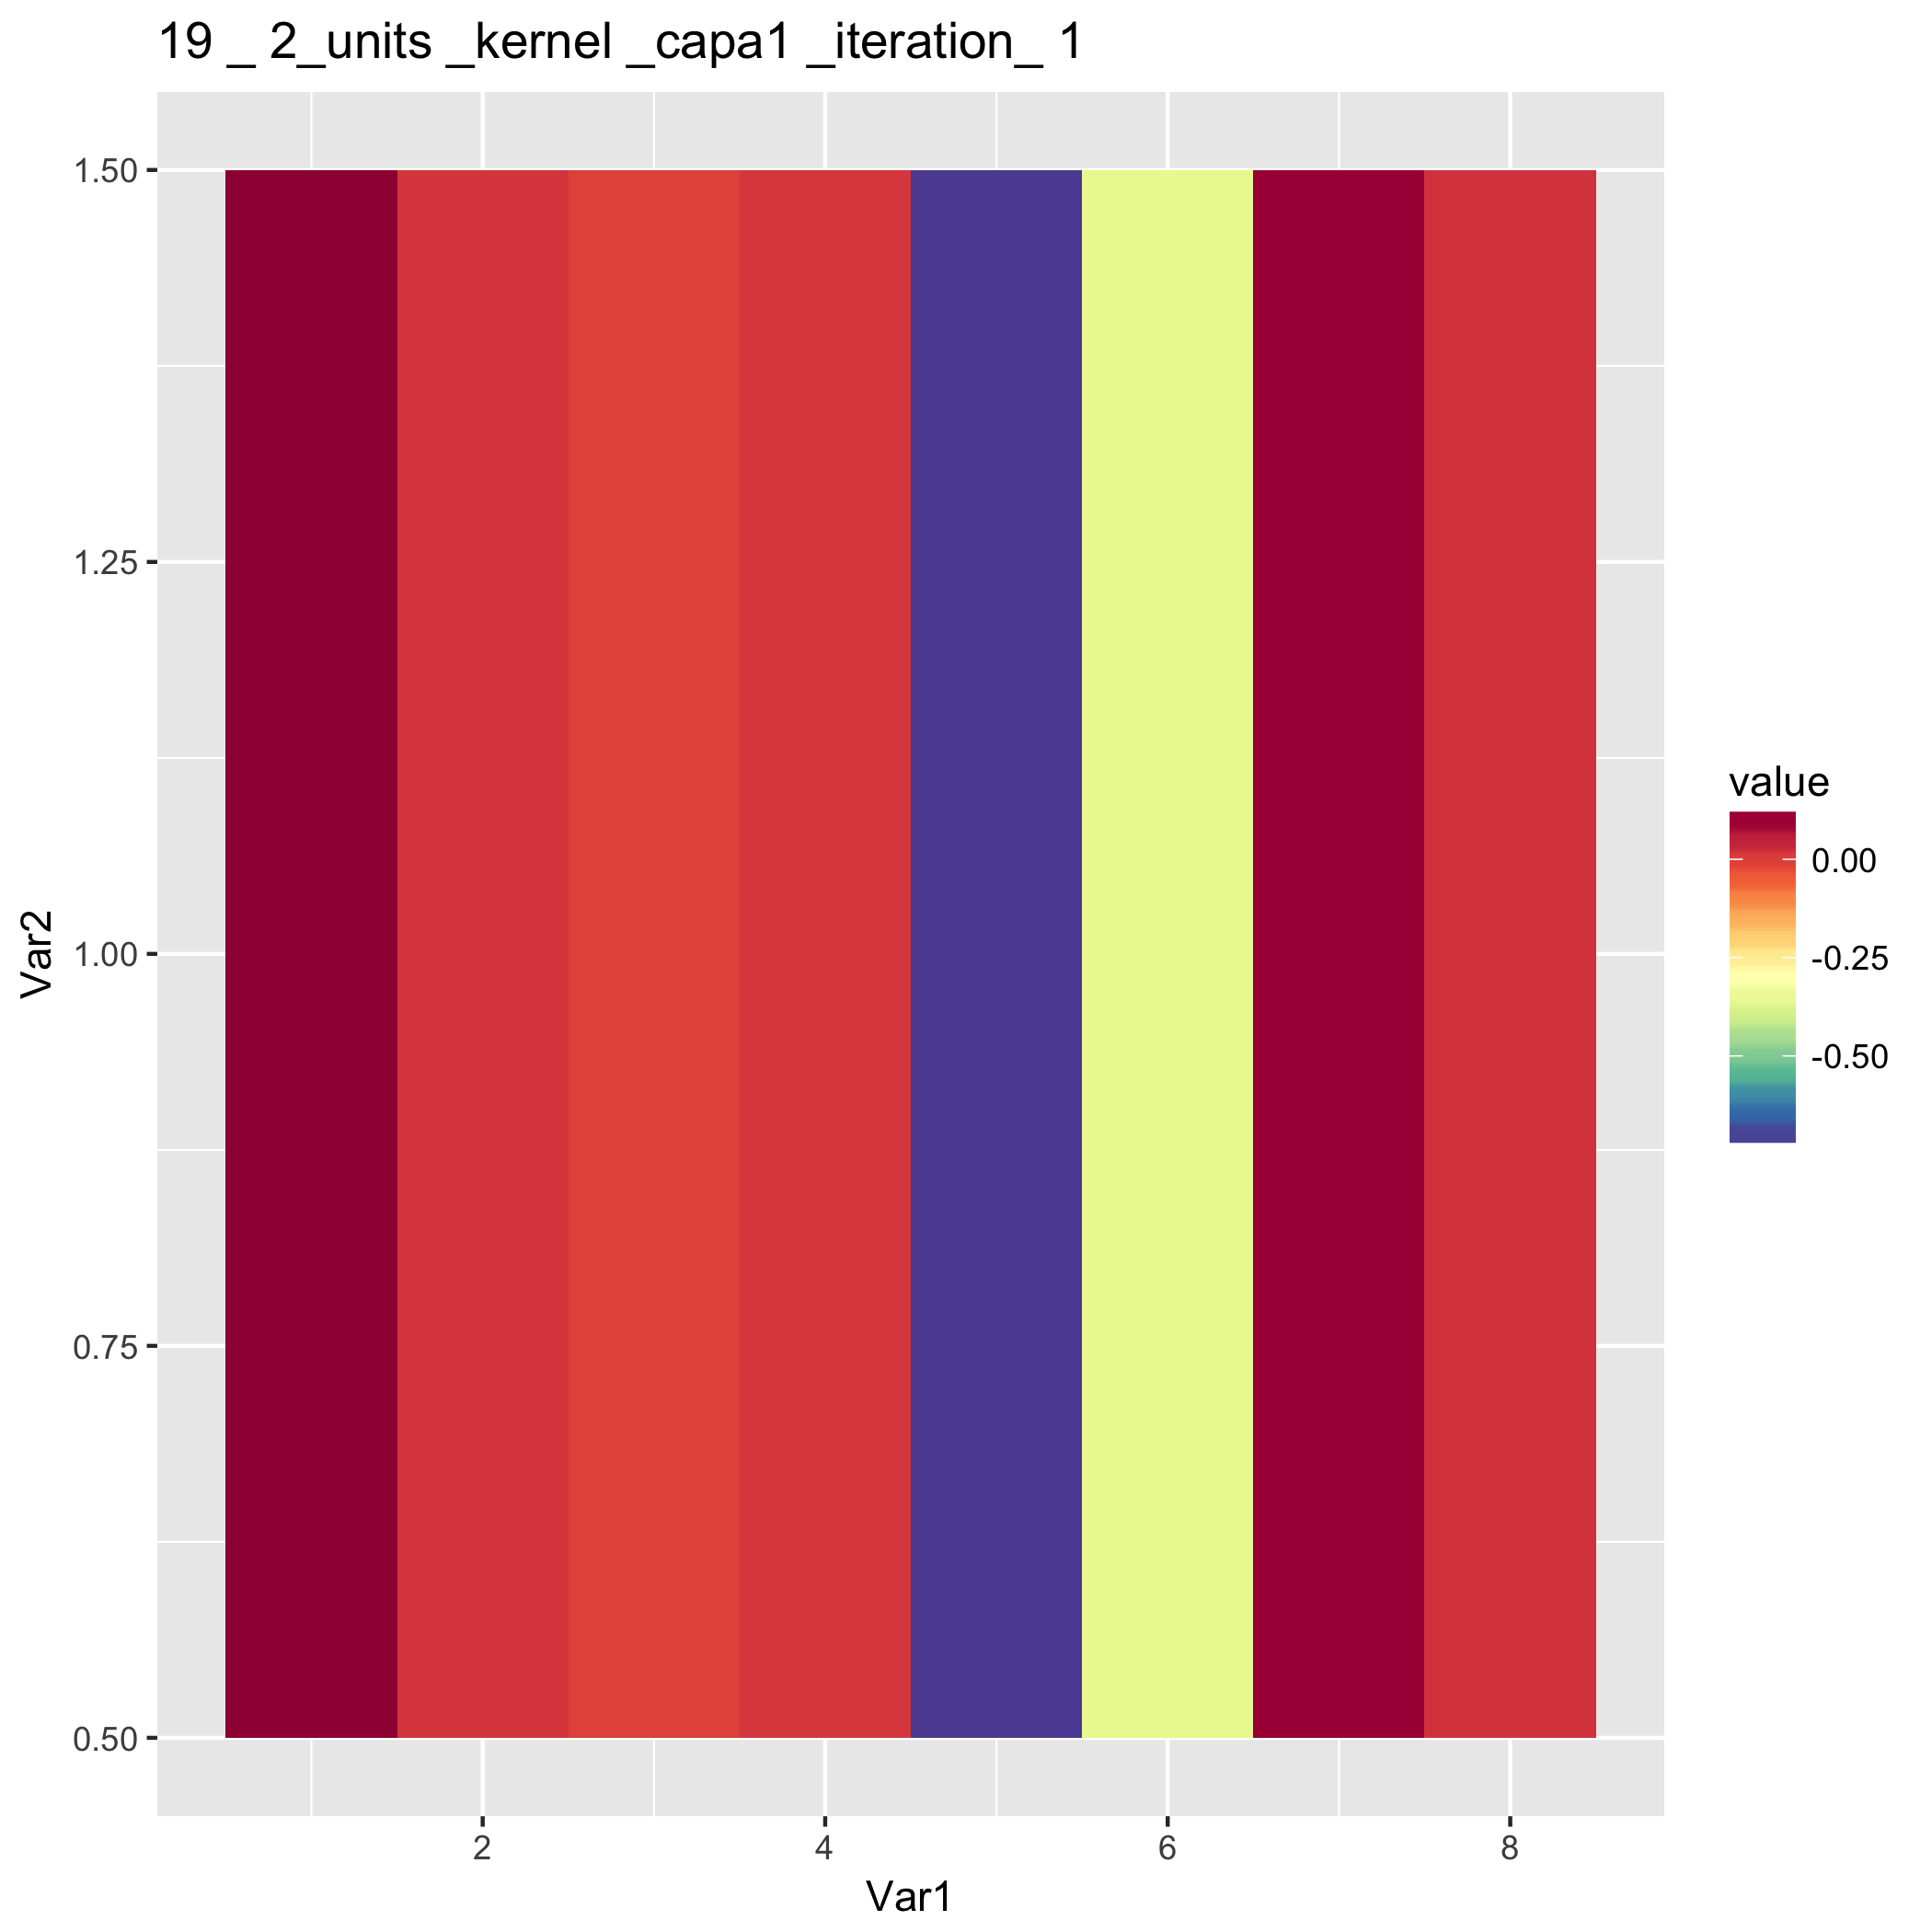 19 _ 2_units _kernel _capa1 _iteration_ 1
1.50
1.25
1.00
0.75
0.50
Var2
2 4 6 8
Var1
value
0.00
-0.25
-0.50